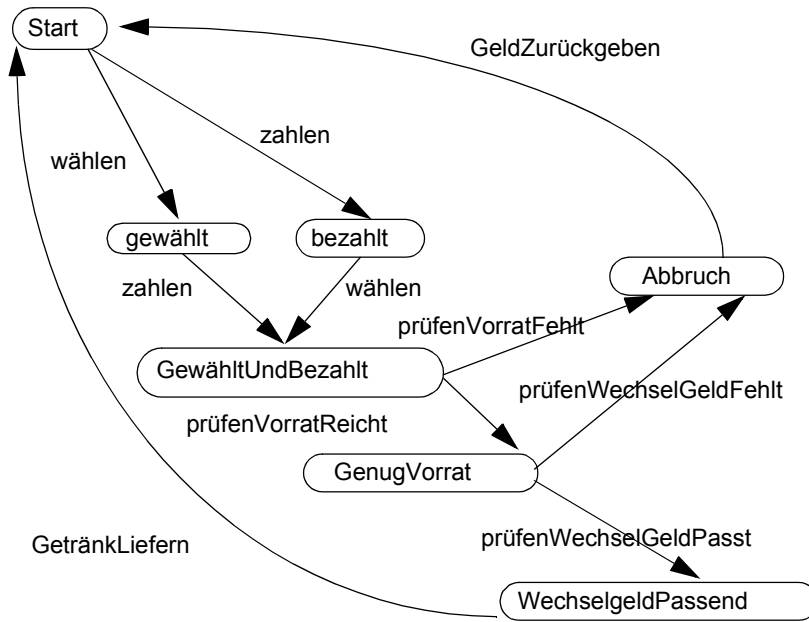 Start
GeldZurückgeben
zahlen
wählen
gewählt
bezahlt
Abbruch
zahlen
wählen
prüfenVorratFehlt
GewähltUndBezahlt
prüfenWechselGeldFehlt
prüfenVorratReicht
GenugVorrat
prüfenWechselGeldPasst
GetränkLiefern
WechselgeldPassend